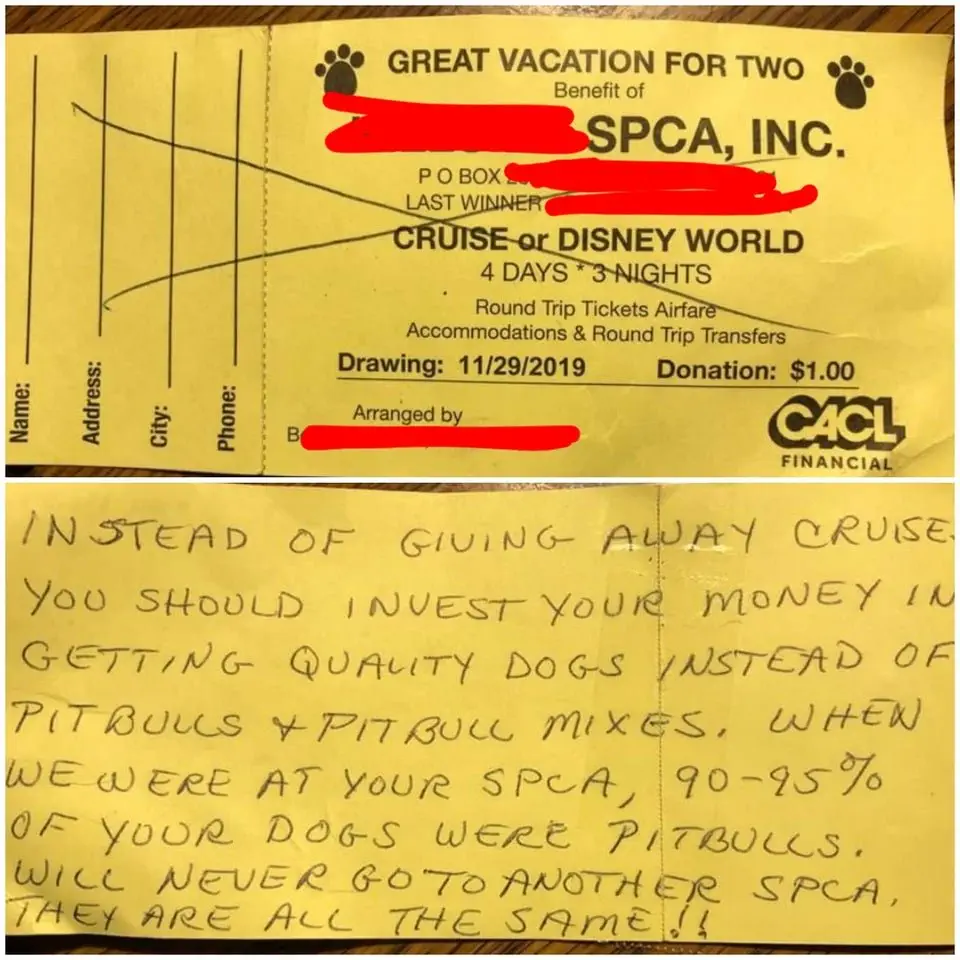 GREAT VACATION FOR TWO
Benefit of
SPCA, INC.
P O BOX
LAST WINNER
CRUISE or DISNEY WORLD
4 DAYS * 3 NIGHTS
Round Trip Tickets Airfare
Accommodations & Round Trip Transfers
Drawing: 11/29/2019 Donation: $1.00
Arranged by
B
CACL
FINANCIAL
Name:
Address:
City:
Phone:
INSTEAD OF GIVING AWAY CRUISE
YOU SHOULD INVEST YOUR MONEY IN
GETTING QUALITY DOGS INSTEAD OF
PITBULLS & PITBULL MIXES. WHEN
WE WERE AT YOUR SPCA, 90-95%
OF YOUR DOGS WERE PITBULLS.
WILL NEVER GO TO ANOTHER SPCA.
THEY ARE ALL THE SAME!!